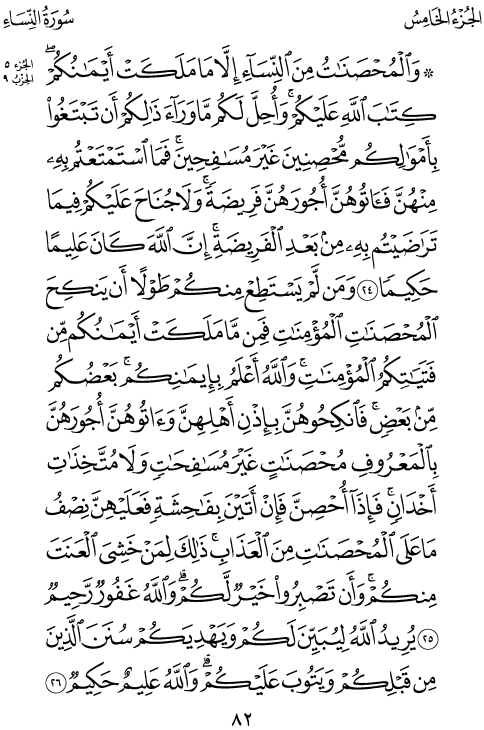 الجُزْءُ الخَامِسُ سُورَةُ النِّسَاءِ
۞ وَٱلْمُحْصَنَٰتُ مِنَ ٱلنِّسَآءِ إِلَّا مَا مَلَكَتْ أَيْمَٰنُكُمْۖ
الجزء ٥
الحزب ٩
كِتَٰبَ ٱللَّهِ عَلَيْكُمْۚ وَأُحِلَّ لَكُم مَّا وَرَآءَ ذَٰلِكُمْ أَن تَبْتَغُوا۟
بِأَمْوَٰلِكُم مُّحْصِنِينَ غَيْرَ مُسَٰفِحِينَۚ فَمَا ٱسْتَمْتَعْتُم بِهِۦ
مِنْهُنَّ فَـَٔاتُوهُنَّ أُجُورَهُنَّ فَرِيضَةًۚ وَلَا جُنَاحَ عَلَيْكُمْ فِيمَا
تَرَٰضَيْتُم بِهِۦ مِنۢ بَعْدِ ٱلْفَرِيضَةِۚ إِنَّ ٱللَّهَ كَانَ عَلِيمًا
حَكِيمًا ٢٤ وَمَن لَّمْ يَسْتَطِعْ مِنكُمْ طَوْلًا أَن يَنكِحَ
ٱلْمُحْصَنَٰتِ ٱلْمُؤْمِنَٰتِ فَمِن مَّا مَلَكَتْ أَيْمَٰنُكُم مِّن
فَتَيَٰتِكُمُ ٱلْمُؤْمِنَٰتِۚ وَٱللَّهُ أَعْلَمُ بِإِيمَٰنِكُمۚ بَعْضُكُم
مِّنۢ بَعْضٍۚ فَٱنكِحُوهُنَّ بِإِذْنِ أَهْلِهِنَّ وَءَاتُوهُنَّ أُجُورَهُنَّ
بِٱلْمَعْرُوفِ مُحْصَنَٰتٍ غَيْرَ مُسَٰفِحَٰتٍ وَلَا مُتَّخِذَٰتِ
أَخْدَانٍۚ فَإِذَآ أُحْصِنَّ فَإِنْ أَتَيْنَ بِفَٰحِشَةٍ فَعَلَيْهِنَّ نِصْفُ
مَا عَلَى ٱلْمُحْصَنَٰتِ مِنَ ٱلْعَذَابِۚ ذَٰلِكَ لِمَنْ خَشِىَ ٱلْعَنَتَ
مِنكُمْۚ وَأَن تَصْبِرُوا۟ خَيْرٌ لَّكُمْۗ وَٱللَّهُ غَفُورٌ رَّحِيمٌ
٢٥ يُرِيدُ ٱللَّهُ لِيُبَيِّنَ لَكُمْ وَيَهْدِيَكُمْ سُنَنَ ٱلَّذِينَ
مِن قَبْلِكُمْ وَيَتُوبَ عَلَيْكُمْۗ وَٱللَّهُ عَلِيمٌ حَكِيمٌ ٢٦
٨٢